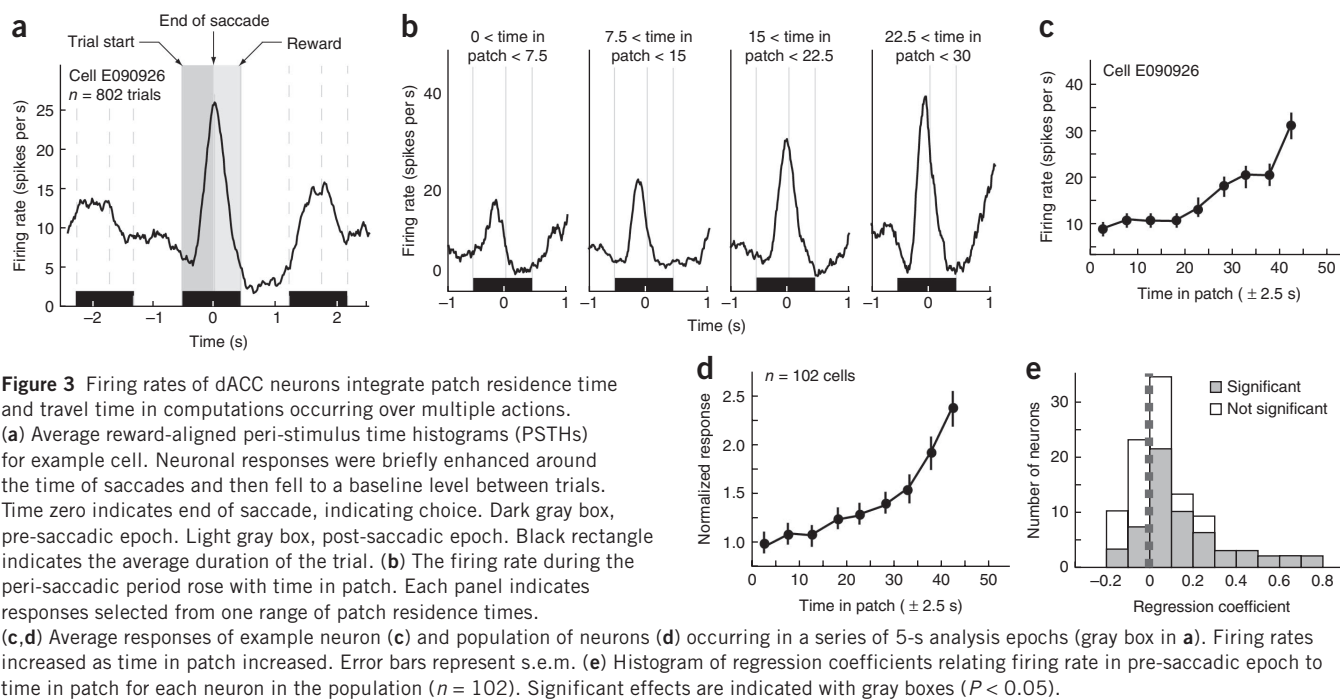 a
End of saccade
Trial start
Reward
Cell E090926
n = 802 trials
Firing rate (spikes per s)
25
20
15
10
5
0
–2 –1 0 1 2
Time (s)
b
0 < time in patch < 7.5
7.5 < time in patch < 15
15 < time in patch < 22.5
22.5 < time in patch < 30
Firing rate (spikes per s)
40
20
0
–1 0 1
–1 0 1
–1 0 1
–1 0 1
Time (s)
c
Cell E090926
Firing rate (spikes per s)
40
30
20
10
0 10 20 30 40 50
Time in patch ( ± 2.5 s)
Figure 3 Firing rates of dACC neurons integrate patch residence time
and travel time in computations occurring over multiple actions.
(a) Average reward-aligned peri-stimulus time histograms (PSTHs)
for example cell. Neuronal responses were briefly enhanced around
the time of saccades and then fell to a baseline level between trials.
Time zero indicates end of saccade, indicating choice. Dark gray box,
pre-saccadic epoch. Light gray box, post-saccadic epoch. Black rectangle
indicates the average duration of the trial. (b) The firing rate during the
peri-saccadic period rose with time in patch. Each panel indicates
responses selected from one range of patch residence times.
(c,d) Average responses of example neuron (c) and population of neurons (d) occurring in a series of 5-s analysis epochs (gray box in a). Firing rates
increased as time in patch increased. Error bars represent s.e.m. (e) Histogram of regression coefficients relating firing rate in pre-saccadic epoch to
time in patch for each neuron in the population (n = 102). Significant effects are indicated with gray boxes (P < 0.05).
d
n = 102 cells
Normalized response
2.5
2.0
1.5
1.0
0 10 20 30 40 50
Time in patch ( ± 2.5 s)
e
Significant
Not significant
Number of neurons
30
20
10
0
–0.2 0 0.2 0.4 0.6 0.8
Regression coefficient